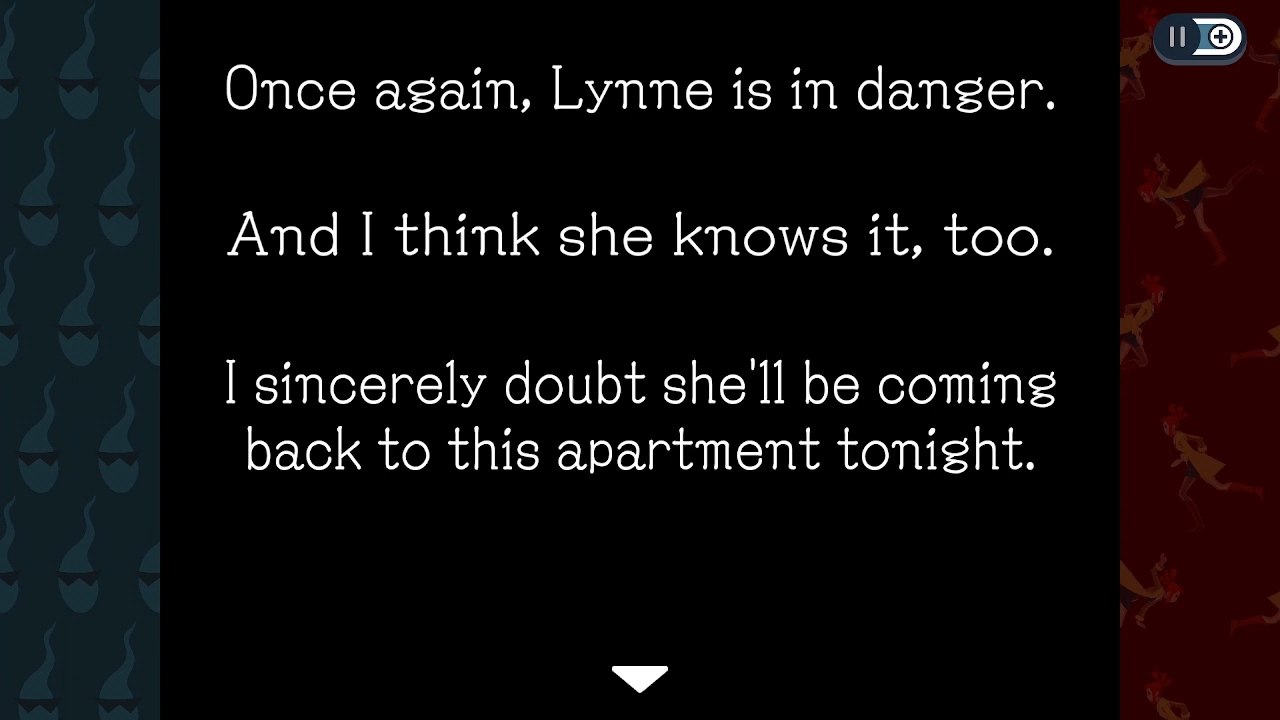 Once again, Lynne is in danger.
And I think she knows it, too.
I sincerely doubt she'll be coming
back to this apartment tonight.